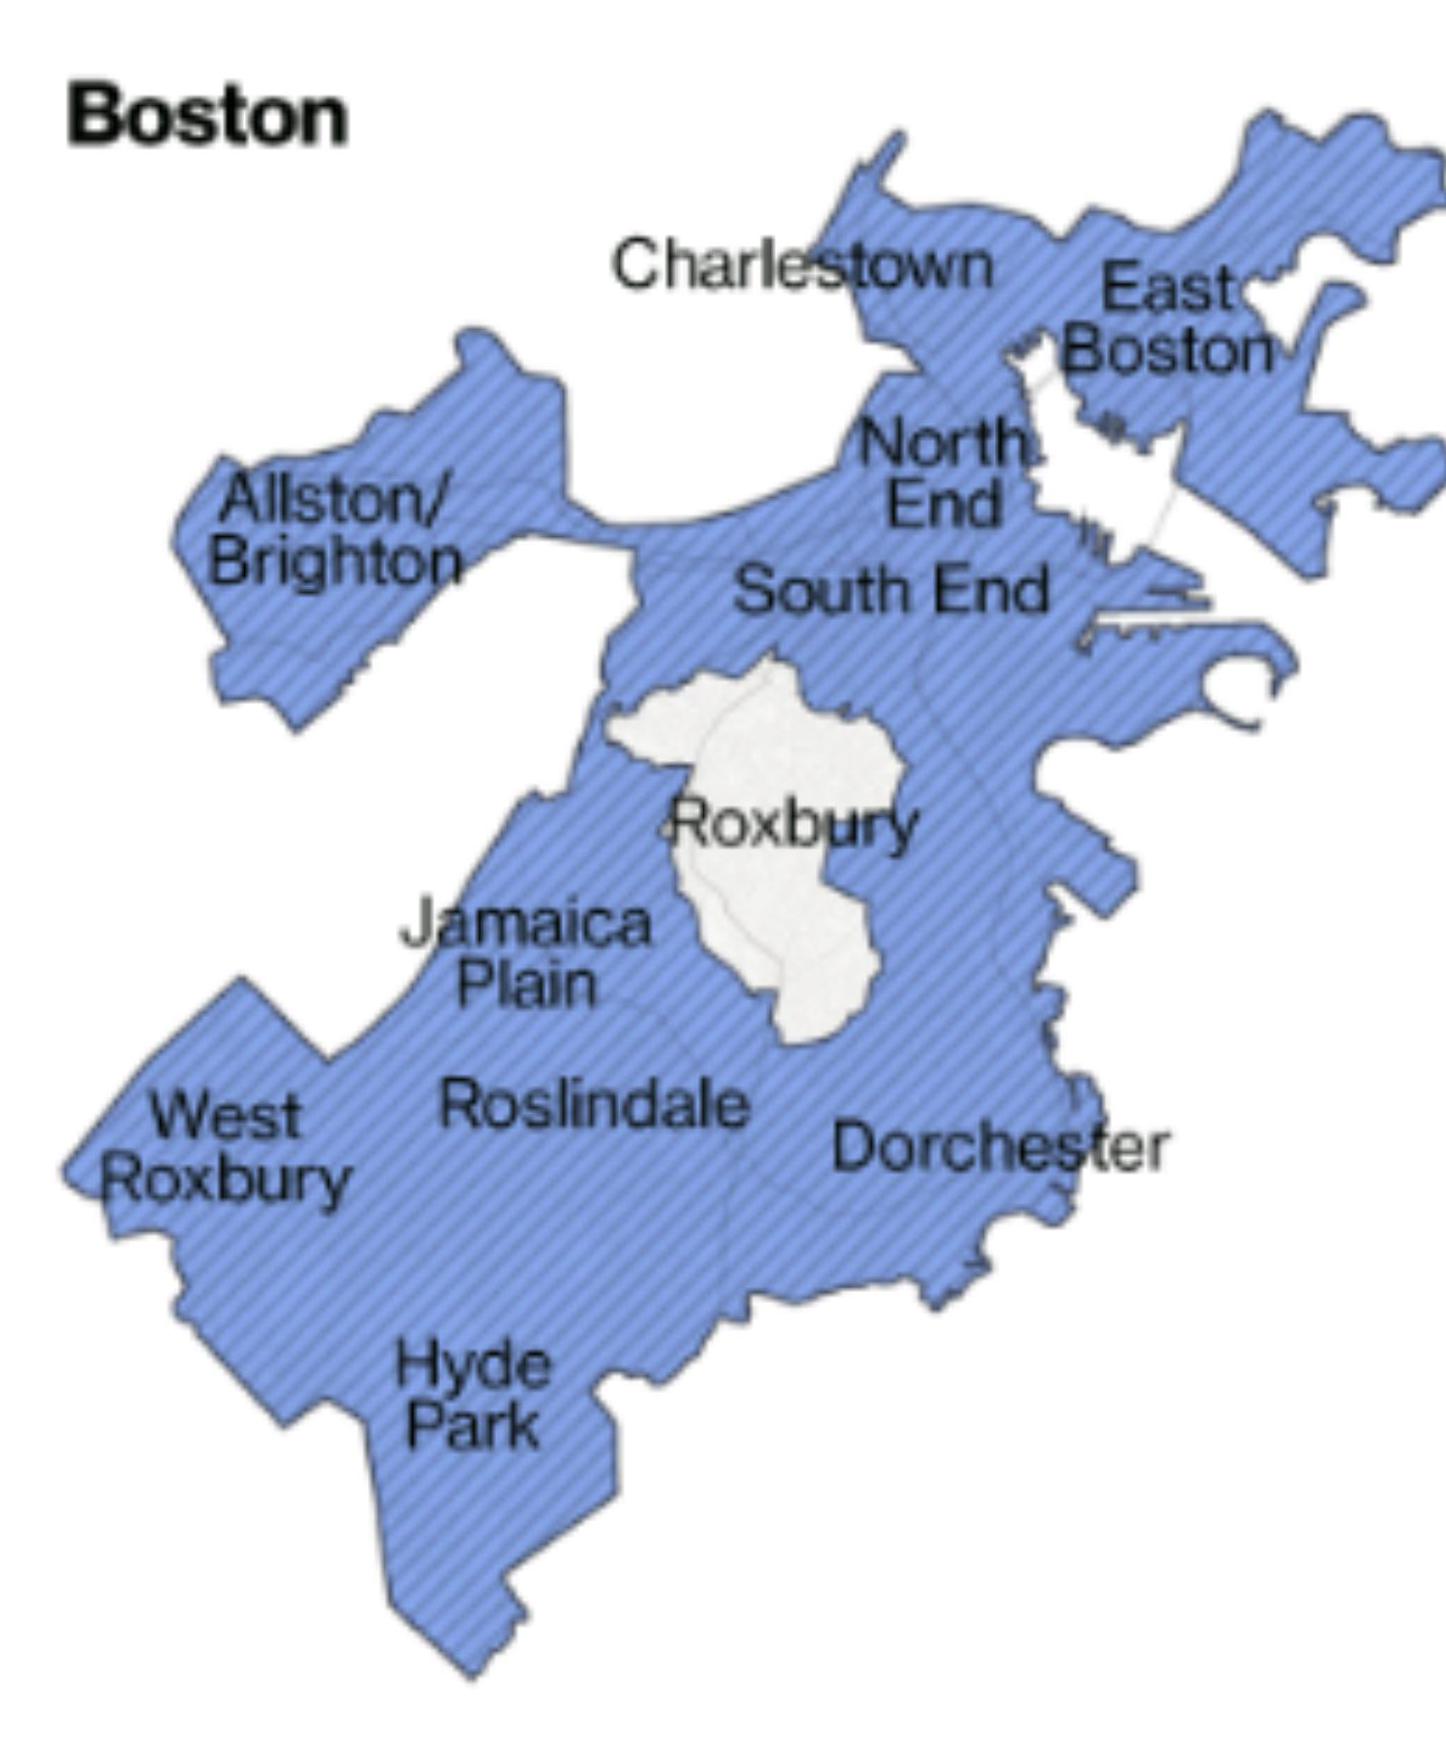 Boston
Charlestown
East
Boston
North
End
Allston/
Brighton
South End
Roxbury
Jamaica
Plain
West
Roxbury
Roslindale
Dorchester
Hyde
Park